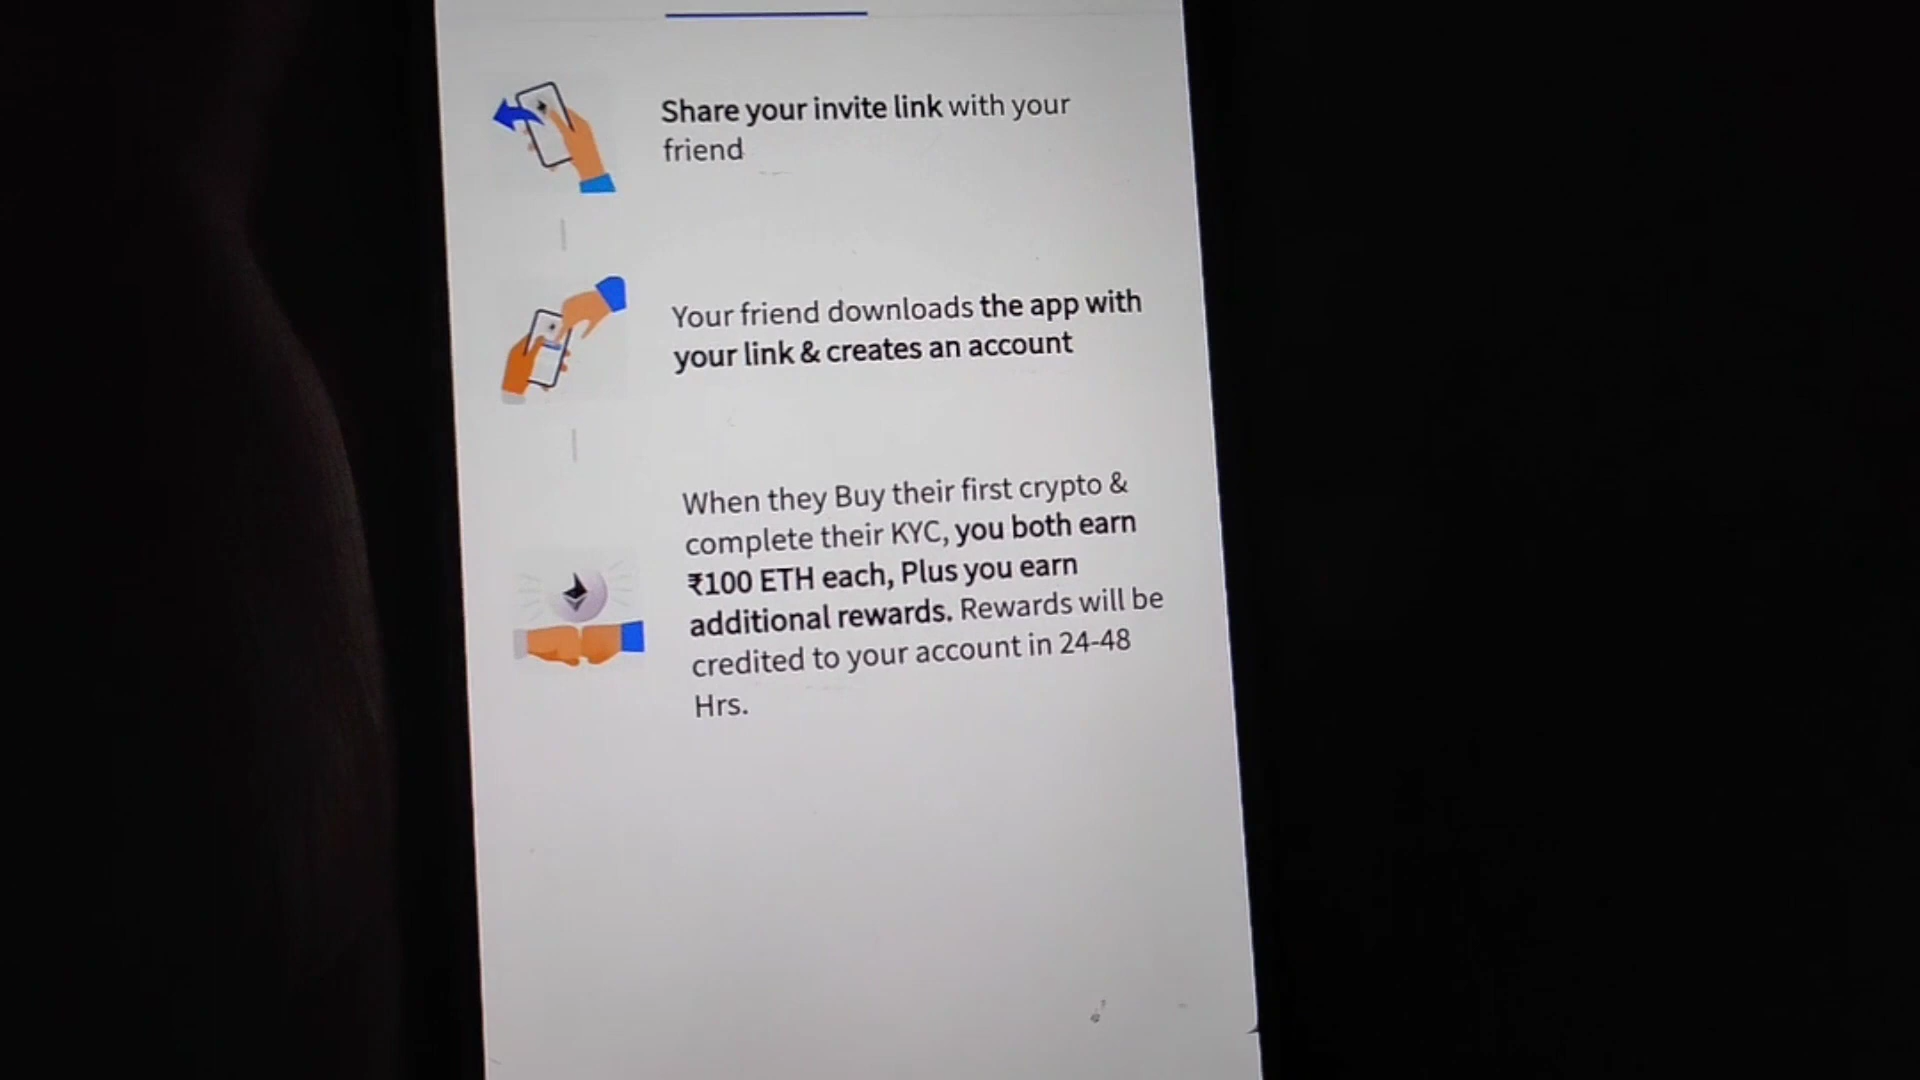 Share your invite link with your
friend
Your friend downloads the app with
your link & creates an account
When they Buy their first crypto &
complete their KYC, you both earn
₹100 ETH each, Plus you earn
additional rewards. Rewards will be
credited to your account in 24-48
Hrs.